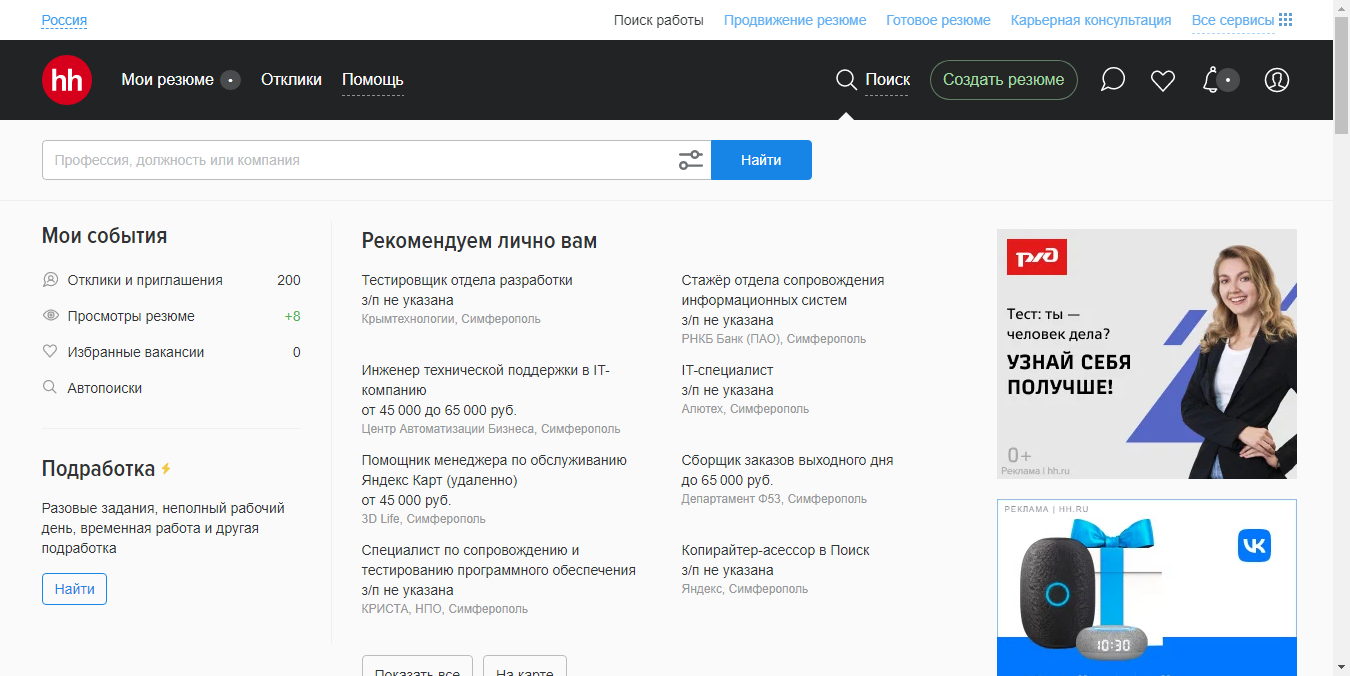 Россия
Поиск работы
Продвижение резюме
Готовое резюме
Карьерная консультация
Все сервисы
hh
Мои резюме
Отклики
Помощь
Поиск
Создать резюме
Профессия, должность или компания
Найти
Мои события
Отклики и приглашения 200
Просмотры резюме +8
Избранные вакансии 0
Автопоиски
Подработка
Разовые задания, неполный рабочий
день, временная работа и другая
подработка
Найти
Рекомендуем лично вам
Тестировщик отдела разработки
з/п не указана
Крымтехнологии, Симферополь
Стажёр отдела сопровождения
информационных систем
з/п не указана
РНКБ Банк (ПАО), Симферополь
Инженер технической поддержки в IT-
компанию
от 45 000 до 65 000 руб.
Центр Автоматизации Бизнеса, Симферополь
IT-специалист
з/п не указана
Алютех, Симферополь
Помощник менеджера по обслуживанию
Яндекс Карт (удаленно)
от 45 000 руб.
3D Life, Симферополь
Сборщик заказов выходного дня
до 65 000 руб.
Департамент Ф53, Симферополь
Специалист по сопровождению и
тестированию программного обеспечения
з/п не указана
КРИСТА, НПО, Симферополь
Копирайтер-асессор в Поиск
з/п не указана
Яндекс, Симферополь
Показать все
На карте
ржд
Тест: ты —
человек дела?
УЗНАЙ СЕБЯ
ПОЛУЧШЕ!
0+
Реклама | hh.ru
РЕКЛАМА | HH.RU
10:30